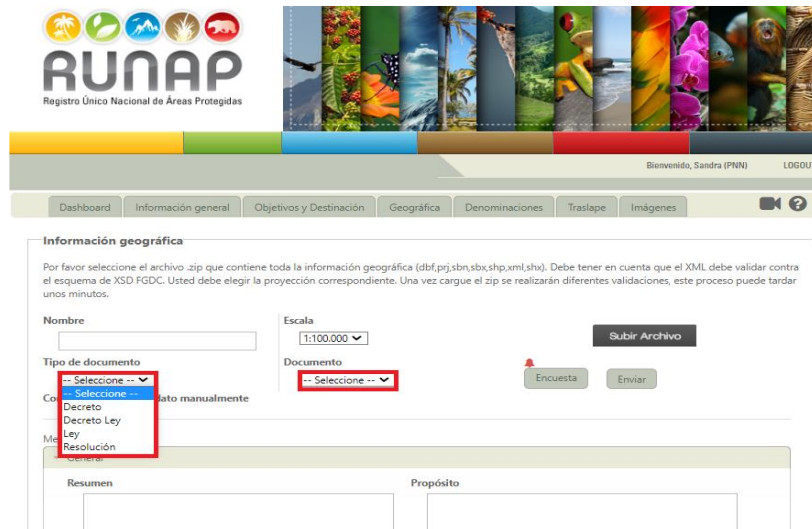 RUNAP
Registro Único Nacional de Áreas Protegidas
Bienvenido, Sandra (PNN) LOGOU
Dashboard Información general Objetivos y Destinación Geográfica Denominaciones Traslape Imágenes
Información geográfica
Por favor seleccione el archivo .zip que contiene toda la información geográfica (dbf,prj,sbn,sbx,shp,xml,shx). Debe tener en cuenta que el XML debe validar contra
el esquema de XSD FGDC. Usted debe elegir la proyección correspondiente. Una vez cargue el zip se realizarán diferentes validaciones, este proceso puede tardar
unos minutos.
Nombre Escala
1:100.000 Subir Archivo
Tipo de documento Documento
-- Seleccione -- -- Seleccione -- Encuesta Enviar
-- Seleccione --
Co dato manualmente
Decreto
Decreto Ley
Ley
Me
Resolución
General
Resumen Propósito